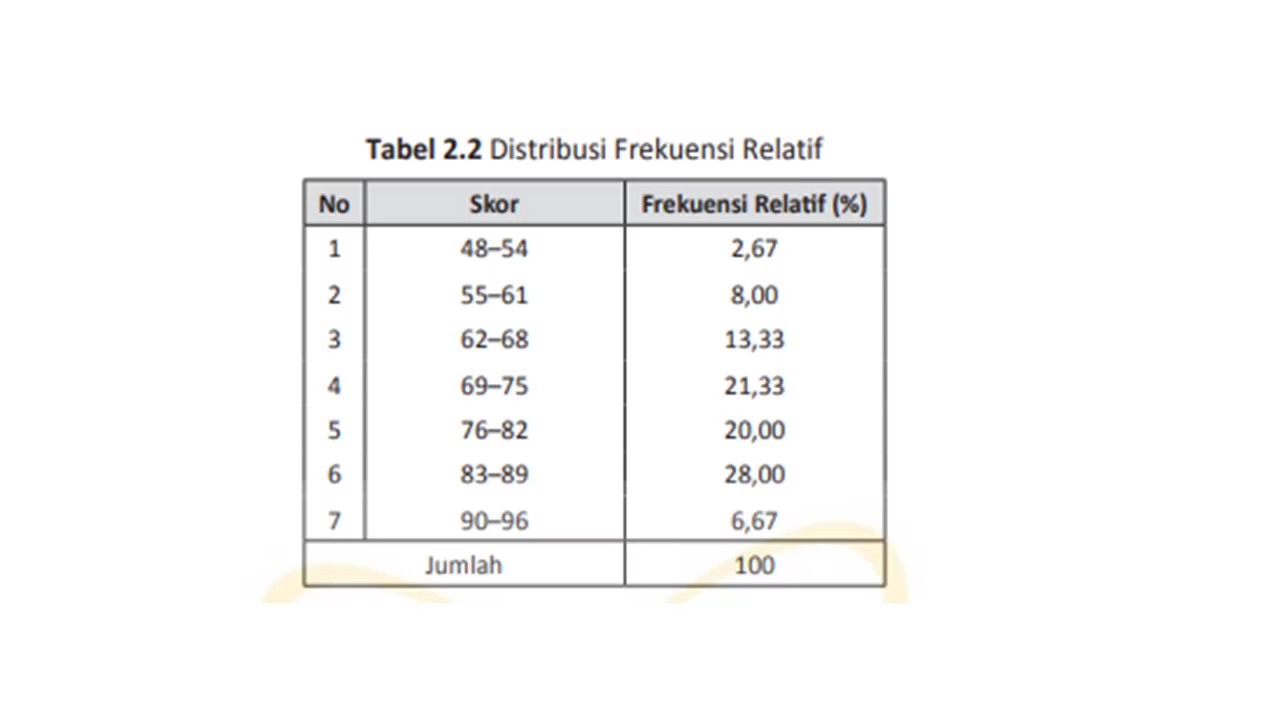 Tabel 2.2 Distribusi Frekuensi Relatif
No Skor Frekuensi Relatif (%)
1 48–54 2,67
2 55–61 8,00
3 62–68 13,33
4 69–75 21,33
5 76–82 20,00
6 83–89 28,00
7 90–96 6,67
Jumlah 100